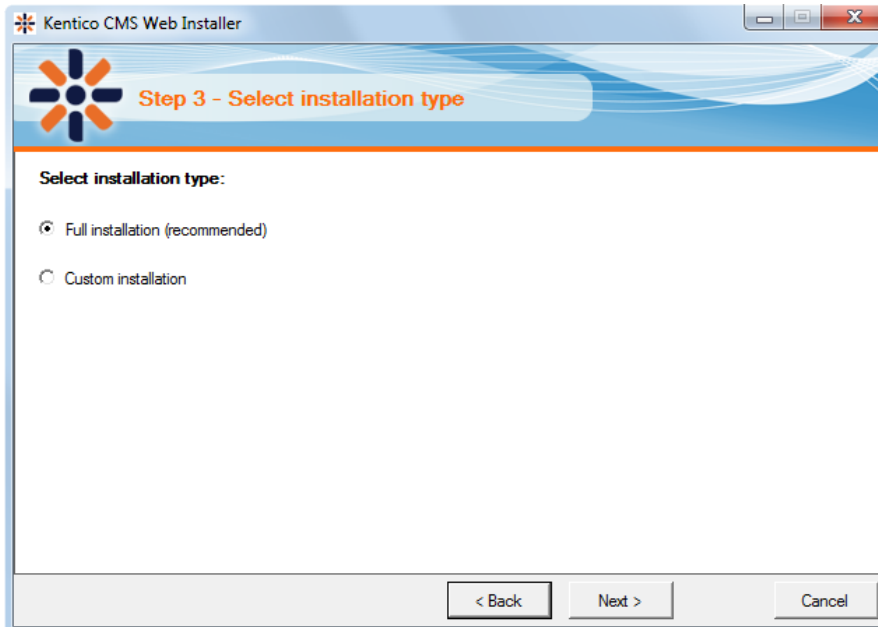 Kentico CMS Web Installer
Step 3 - Select installation type
Select installation type:
Full installation (recommended)
Custom installation
< Back Next > Cancel